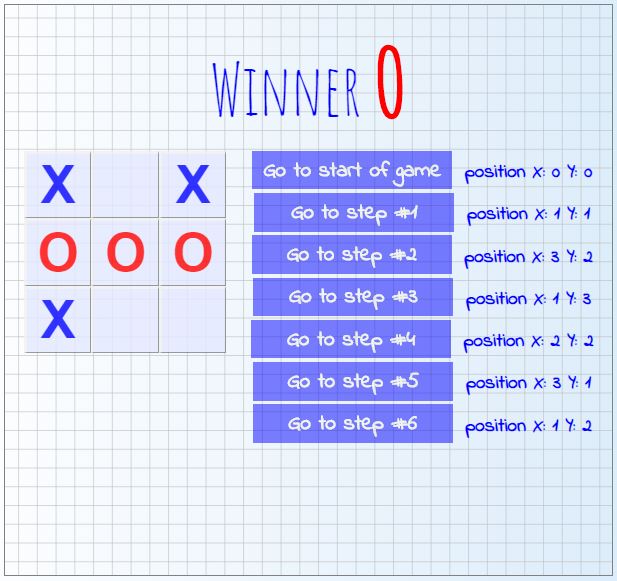 WINNER O
X X
O O O
X
Go to start of game position X: 0 Y: 0
Go to step #1 position X: 1 Y: 1
Go to step #2 position X: 3 Y: 2
Go to step #3 position X: 1 Y: 3
Go to step #4 position X: 2 Y: 2
Go to step #5 position X: 3 Y: 1
Go to step #6 position X: 1 Y: 2